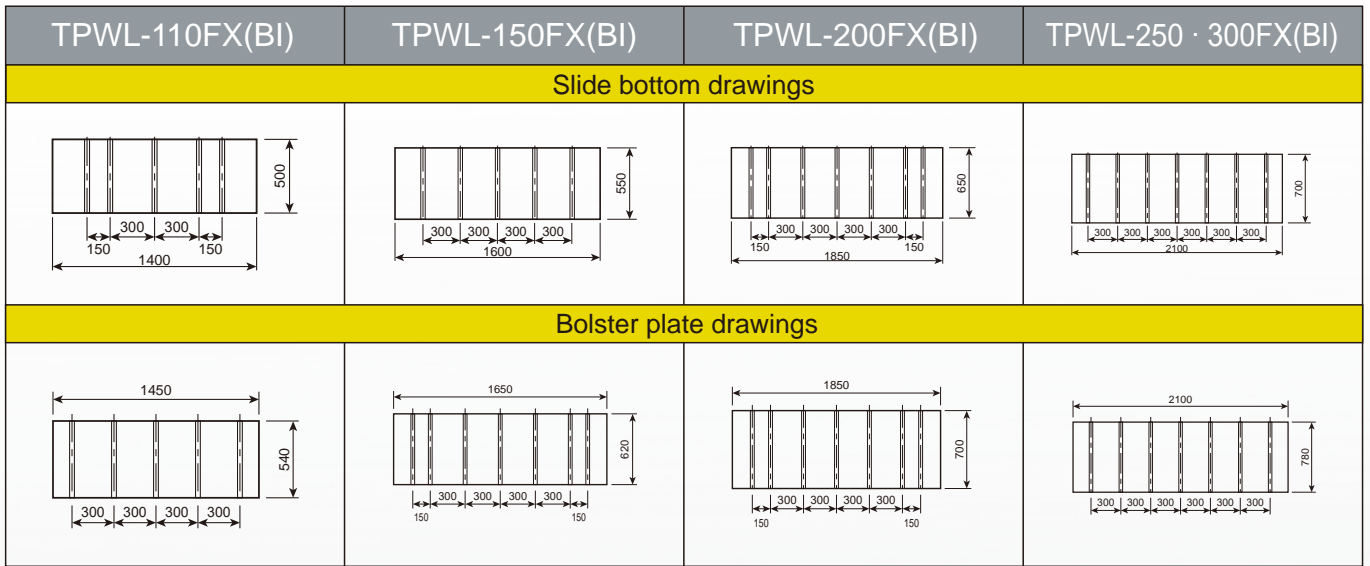 TPWL-110FX(BI) TPWL-150FX(BI) TPWL-200FX(BI) TPWL-250 · 300FX(BI)
Slide bottom drawings
500
300 300
150 150
1400
550
300 300 300 300
1600
650
300 300 300 300
150 150
1850
700
300 300 300 300 300 300
2100
Bolster plate drawings
1450
540
300 300 300 300
1650
620
300 300 300 300
150 150
1850
700
300 300 300 300
150 150
2100
780
300 300 300 300 300 300